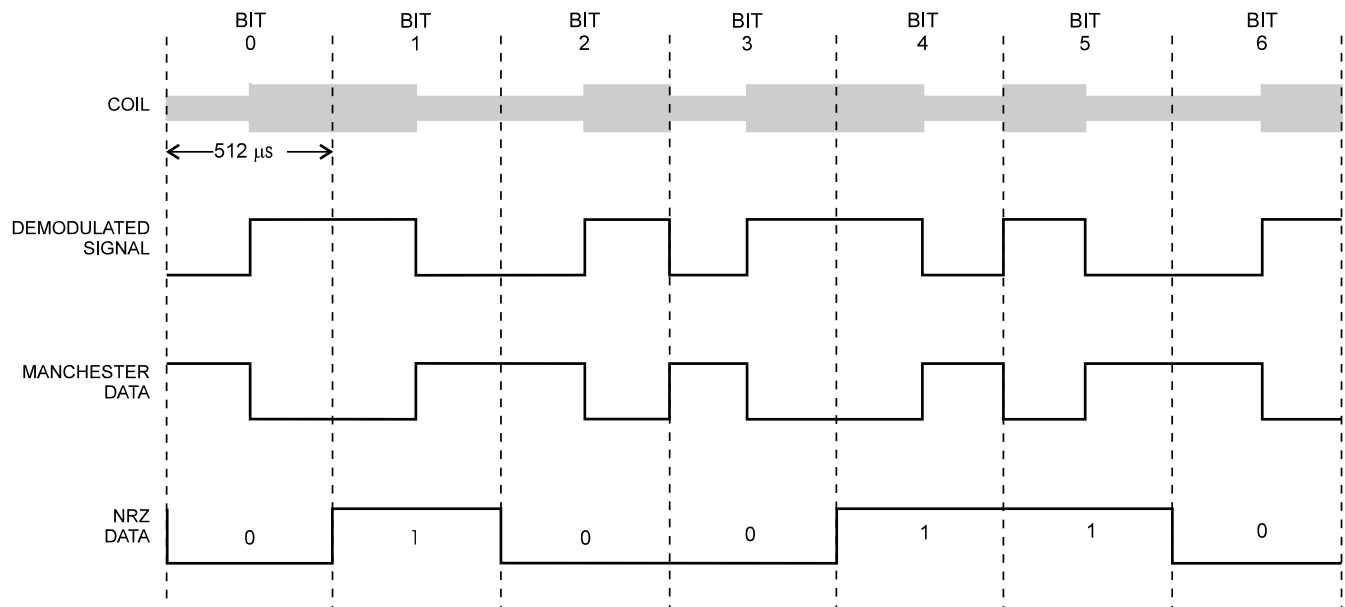 BIT 0
BIT 1
BIT 2
BIT 3
BIT 4
BIT 5
BIT 6
COIL
512 μs
DEMODULATED
SIGNAL
MANCHESTER
DATA
NRZ
DATA
0 1 0 0 1 1 0